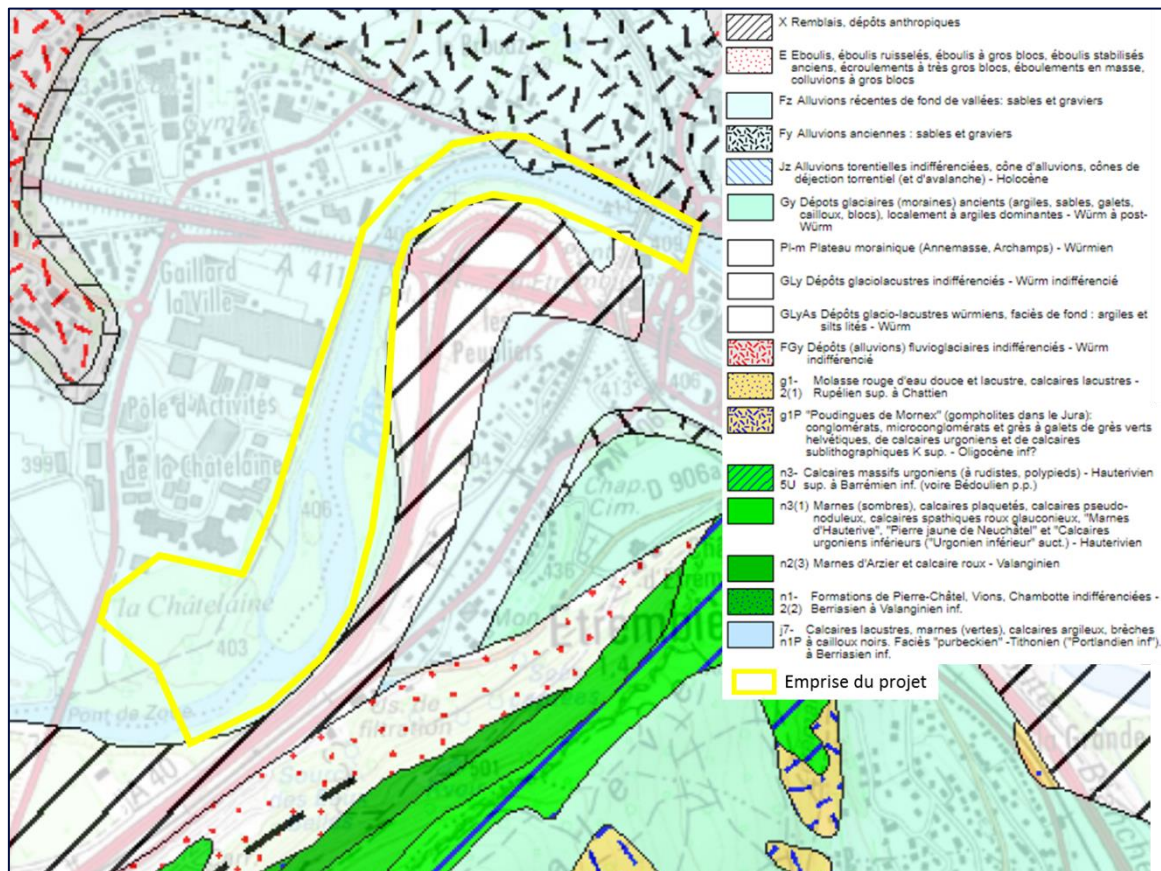 Gaillard
la Ville
A 411
406
409
les
Peupliers
413
406
Pôle d'Activités
de la Châtelaine
399
406
Chap.
Cim.
D 906a
436
la Châtelaine
403
Etremblè
Pont de Zone
filtration
A 40
501
la Grande
X Remblais, dépôts anthropiques
E Eboulis, éboulis ruisselés, éboulis à gros blocs, éboulis stabilisés
anciens, écroulements à très gros blocs, éboulements en masse,
colluvions à gros blocs
Fz Alluvions récentes de fond de vallées: sables et graviers
Fy Alluvions anciennes : sables et graviers
Jz Alluvions torentielles indifférenciées, cône d'alluvions, cônes de
déjection torrentiel (et d'avalanche) - Holocène
Gy Dépots glaciaires (moraines) anciens (argiles, sables, galets,
cailloux, blocs), localement à argiles dominantes - Würm à post-
Würm
Pl-m Plateau morainique (Annemasse, Archamps) - Würmien
GLy Dépôts glaciolacustres indifférenciés - Würm indifférencié
GLyAs Dépôts glacio-lacustres würmiens, faciès de fond : argiles et
silts lités - Würm
FGy Dépôts (alluvions) fluvioglaciaires indifférenciés - Würm
indifférencié
g1- Molasse rouge d'eau douce et lacustre, calcaires lacustres -
2(1) Rupélien sup. à Chattien
g1P "Poudingues de Mornex" (gompholites dans le Jura):
conglomérats, microconglomérats et grès à galets de grès verts
helvétiques, de calcaires urgoniens et de calcaires
sublithographiques K sup. - Oligocène inf?
n3- Calcaires massifs urgoniens (à rudistes, polypieds) - Hauterivien
5U sup. à Barrémien inf. (voire Bédoulien p.p.)
n3(1) Marnes (sombres), calcaires plaquetés, calcaires pseudo-
noduleux, calcaires spathiques roux glauconieux, "Marnes
d'Hauterive", "Pierre jaune de Neuchâtel" et "Calcaires
urgoniens inférieurs ("Urgonien inférieur" auct.) - Hauterivien
n2(3) Marnes d'Arzier et calcaire roux - Valanginien
n1- Formations de Pierre-Châtel, Vions, Chambotte indifférenciées -
2(2) Berriasien à Valanginien inf.
j7- Calcaires lacustres, marnes (vertes), calcaires argileux, brèches
n1P à cailloux noirs. Faciès "purbeckien" -Tithonien ("Portlandien inf").
à Berriasien inf.
Emprise du projet